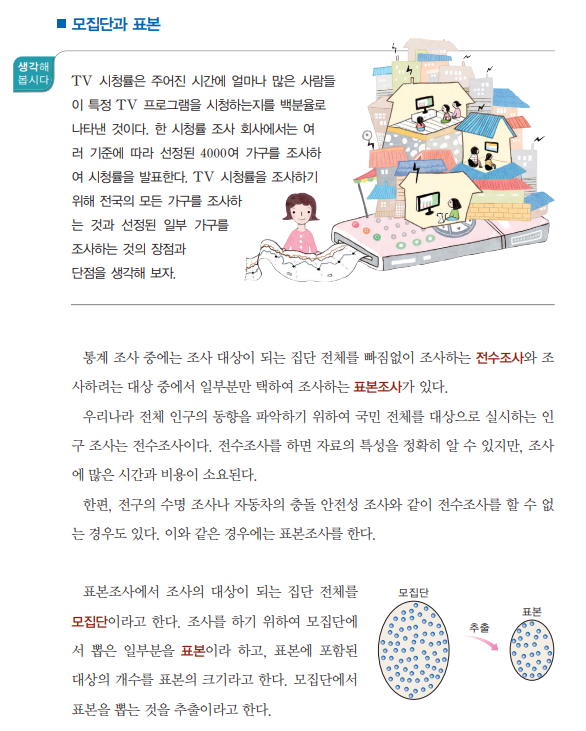 ■ 모집단과 표본
생각해
봅시다
TV 시청률은 주어진 시간에 얼마나 많은 사람들
이 특정 TV 프로그램을 시청하는지를 백분율로
나타낸 것이다. 한 시청률 조사 회사에서는 여
러 기준에 따라 선정된 4000여 가구를 조사하
여 시청률을 발표한다. TV 시청률을 조사하기
위해 전국의 모든 가구를 조사하
는 것과 선정된 일부 가구를
조사하는 것의 장점과
단점을 생각해 보자.
통계 조사 중에는 조사 대상이 되는 집단 전체를 빠짐없이 조사하는 전수조사와 조
사하려는 대상 중에서 일부분만 택하여 조사하는 표본조사가 있다.
우리나라 전체 인구의 동향을 파악하기 위하여 국민 전체를 대상으로 실시하는 인
구 조사는 전수조사이다. 전수조사를 하면 자료의 특성을 정확히 알 수 있지만, 조사
에 많은 시간과 비용이 소요된다.
한편, 전구의 수명 조사나 자동차의 충돌 안전성 조사와 같이 전수조사를 할 수 없
는 경우도 있다. 이와 같은 경우에는 표본조사를 한다.
표본조사에서 조사의 대상이 되는 집단 전체를
모집단이라고 한다. 조사를 하기 위하여 모집단에
서 뽑은 일부분을 표본이라 하고, 표본에 포함된
대상의 개수를 표본의 크기라고 한다. 모집단에서
표본을 뽑는 것을 추출이라고 한다.
모집단
추출
표본